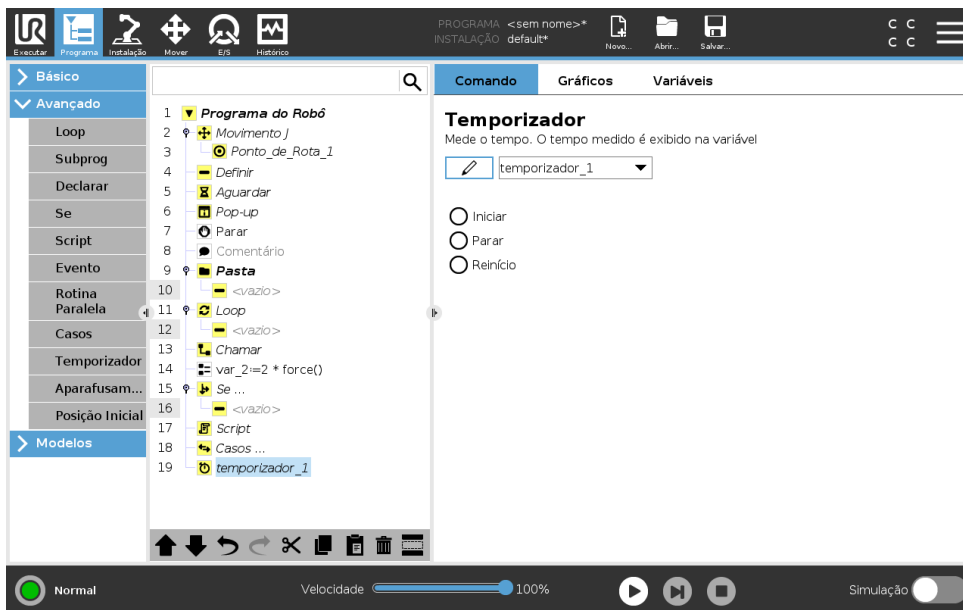 UR
Executar
Programa
Instalação
Mover
E/S
Histórico
PROGRAMA <sem nome>*
INSTALAÇÃO default*
Novo...
Abrir...
Salvar...
C C
C C
Básico
Avançado
Loop
Subprog
Declarar
Se
Script
Evento
Rotina
Paralela
Casos
Temporizador
Aparafusam...
Posição Inicial
Modelos
1 Programa do Robô
2 Movimento J
3 Ponto_de_Rota_1
4 Definir
5 Aguardar
6 Pop-up
7 Parar
8 Comentário
9 Pasta
10 <vazio>
11 Loop
12 <vazio>
13 Chamar
14 var_2:=2 * force()
15 Se ...
16 <vazio>
17 Script
18 Casos ...
19 temporizador_1
Comando Gráficos Variáveis
Temporizador
Mede o tempo. O tempo medido é exibido na variável
temporizador_1
Iniciar
Parar
Reinício
Normal
Velocidade 100%
Simulação